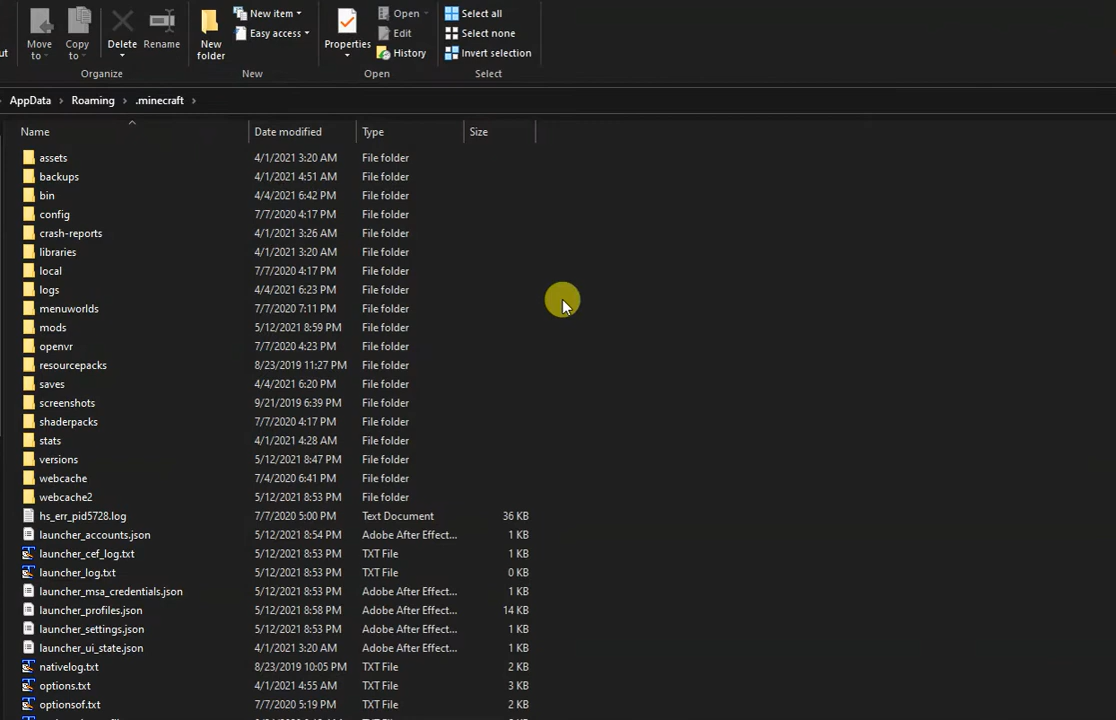 New item
Easy access
Move
to
Copy
to
Delete
Rename
New
folder
Properties
Open
Edit
History
Select all
Select none
Invert selection
Organize
New
Open
Select
AppData > Roaming > .minecraft >
Name Date modified Type Size
assets 4/1/2021 3:20 AM File folder
backups 4/1/2021 4:51 AM File folder
bin 4/4/2021 6:42 PM File folder
config 7/7/2020 4:17 PM File folder
crash-reports 4/1/2021 3:26 AM File folder
libraries 4/1/2021 3:20 AM File folder
local 7/7/2020 4:17 PM File folder
logs 4/4/2021 6:23 PM File folder
menuworlds 7/7/2020 7:11 PM File folder
mods 5/12/2021 8:59 PM File folder
openvr 7/7/2020 4:23 PM File folder
resourcepacks 8/23/2019 11:27 PM File folder
saves 4/4/2021 6:20 PM File folder
screenshots 9/21/2019 6:39 PM File folder
shaderpacks 7/7/2020 4:17 PM File folder
stats 4/1/2021 4:28 AM File folder
versions 5/12/2021 8:47 PM File folder
webcache 7/4/2020 6:41 PM File folder
webcache2 5/12/2021 8:53 PM File folder
hs_err_pid5728.log 7/7/2020 5:00 PM Text Document 36 KB
launcher_accounts.json 5/12/2021 8:54 PM Adobe After Effect... 1 KB
launcher_cef_log.txt 5/12/2021 8:53 PM TXT File 1 KB
launcher_log.txt 5/12/2021 8:53 PM TXT File 0 KB
launcher_msa_credentials.json 5/12/2021 8:53 PM Adobe After Effect... 1 KB
launcher_profiles.json 5/12/2021 8:58 PM Adobe After Effect... 14 KB
launcher_settings.json 5/12/2021 8:53 PM Adobe After Effect... 1 KB
launcher_ui_state.json 4/1/2021 3:20 AM Adobe After Effect... 1 KB
nativelog.txt 8/23/2019 10:05 PM TXT File 2 KB
options.txt 4/1/2021 4:55 AM TXT File 3 KB
optionsof.txt 7/7/2020 5:19 PM TXT File 2 KB